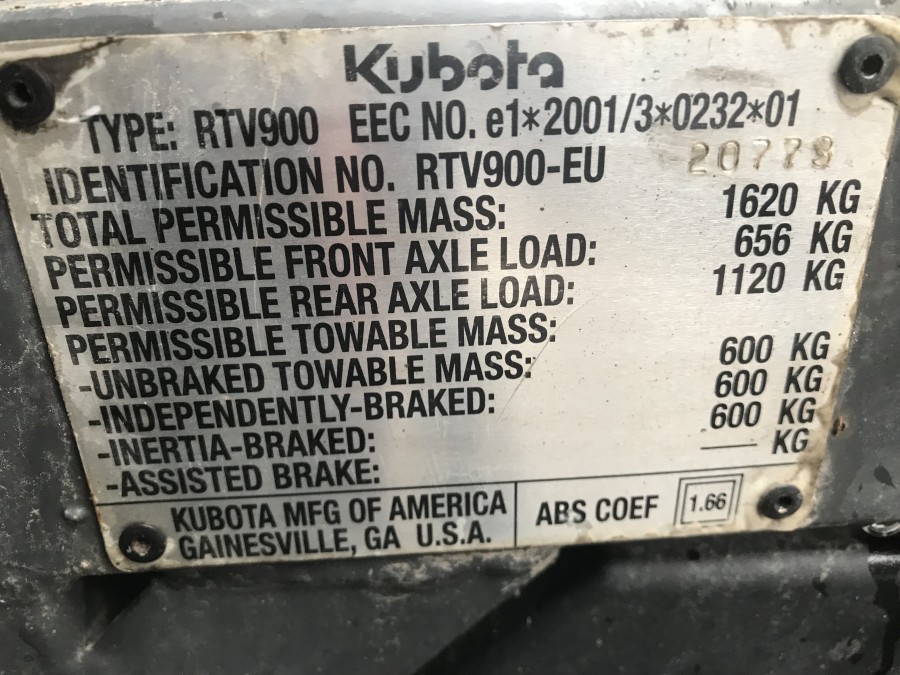 Kubota
TYPE: RTV900 EEC NO. e1*2001/3*0232*01
IDENTIFICATION NO. RTV900-EU 20779
TOTAL PERMISSIBLE MASS: 1620 KG
PERMISSIBLE FRONT AXLE LOAD: 656 KG
PERMISSIBLE REAR AXLE LOAD: 1120 KG
PERMISSIBLE TOWABLE MASS:
-UNBRAKED TOWABLE MASS: 600 KG
-INDEPENDENTLY-BRAKED: 600 KG
-INERTIA-BRAKED: 600 KG
-ASSISTED BRAKE: — KG
KUBOTA MFG OF AMERICA
GAINESVILLE, GA U.S.A.
ABS COEF 1.66